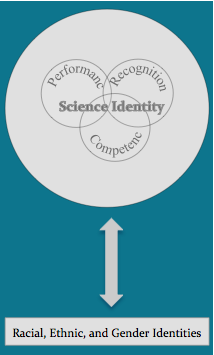 Performanc
Recognition
Science Identity
Competenc
Racial, Ethnic, and Gender Identities